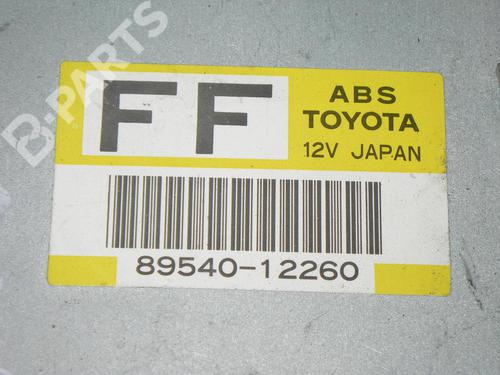 B-PARTS
FF
ABS
TOYOTA
12V JAPAN
89540-12260